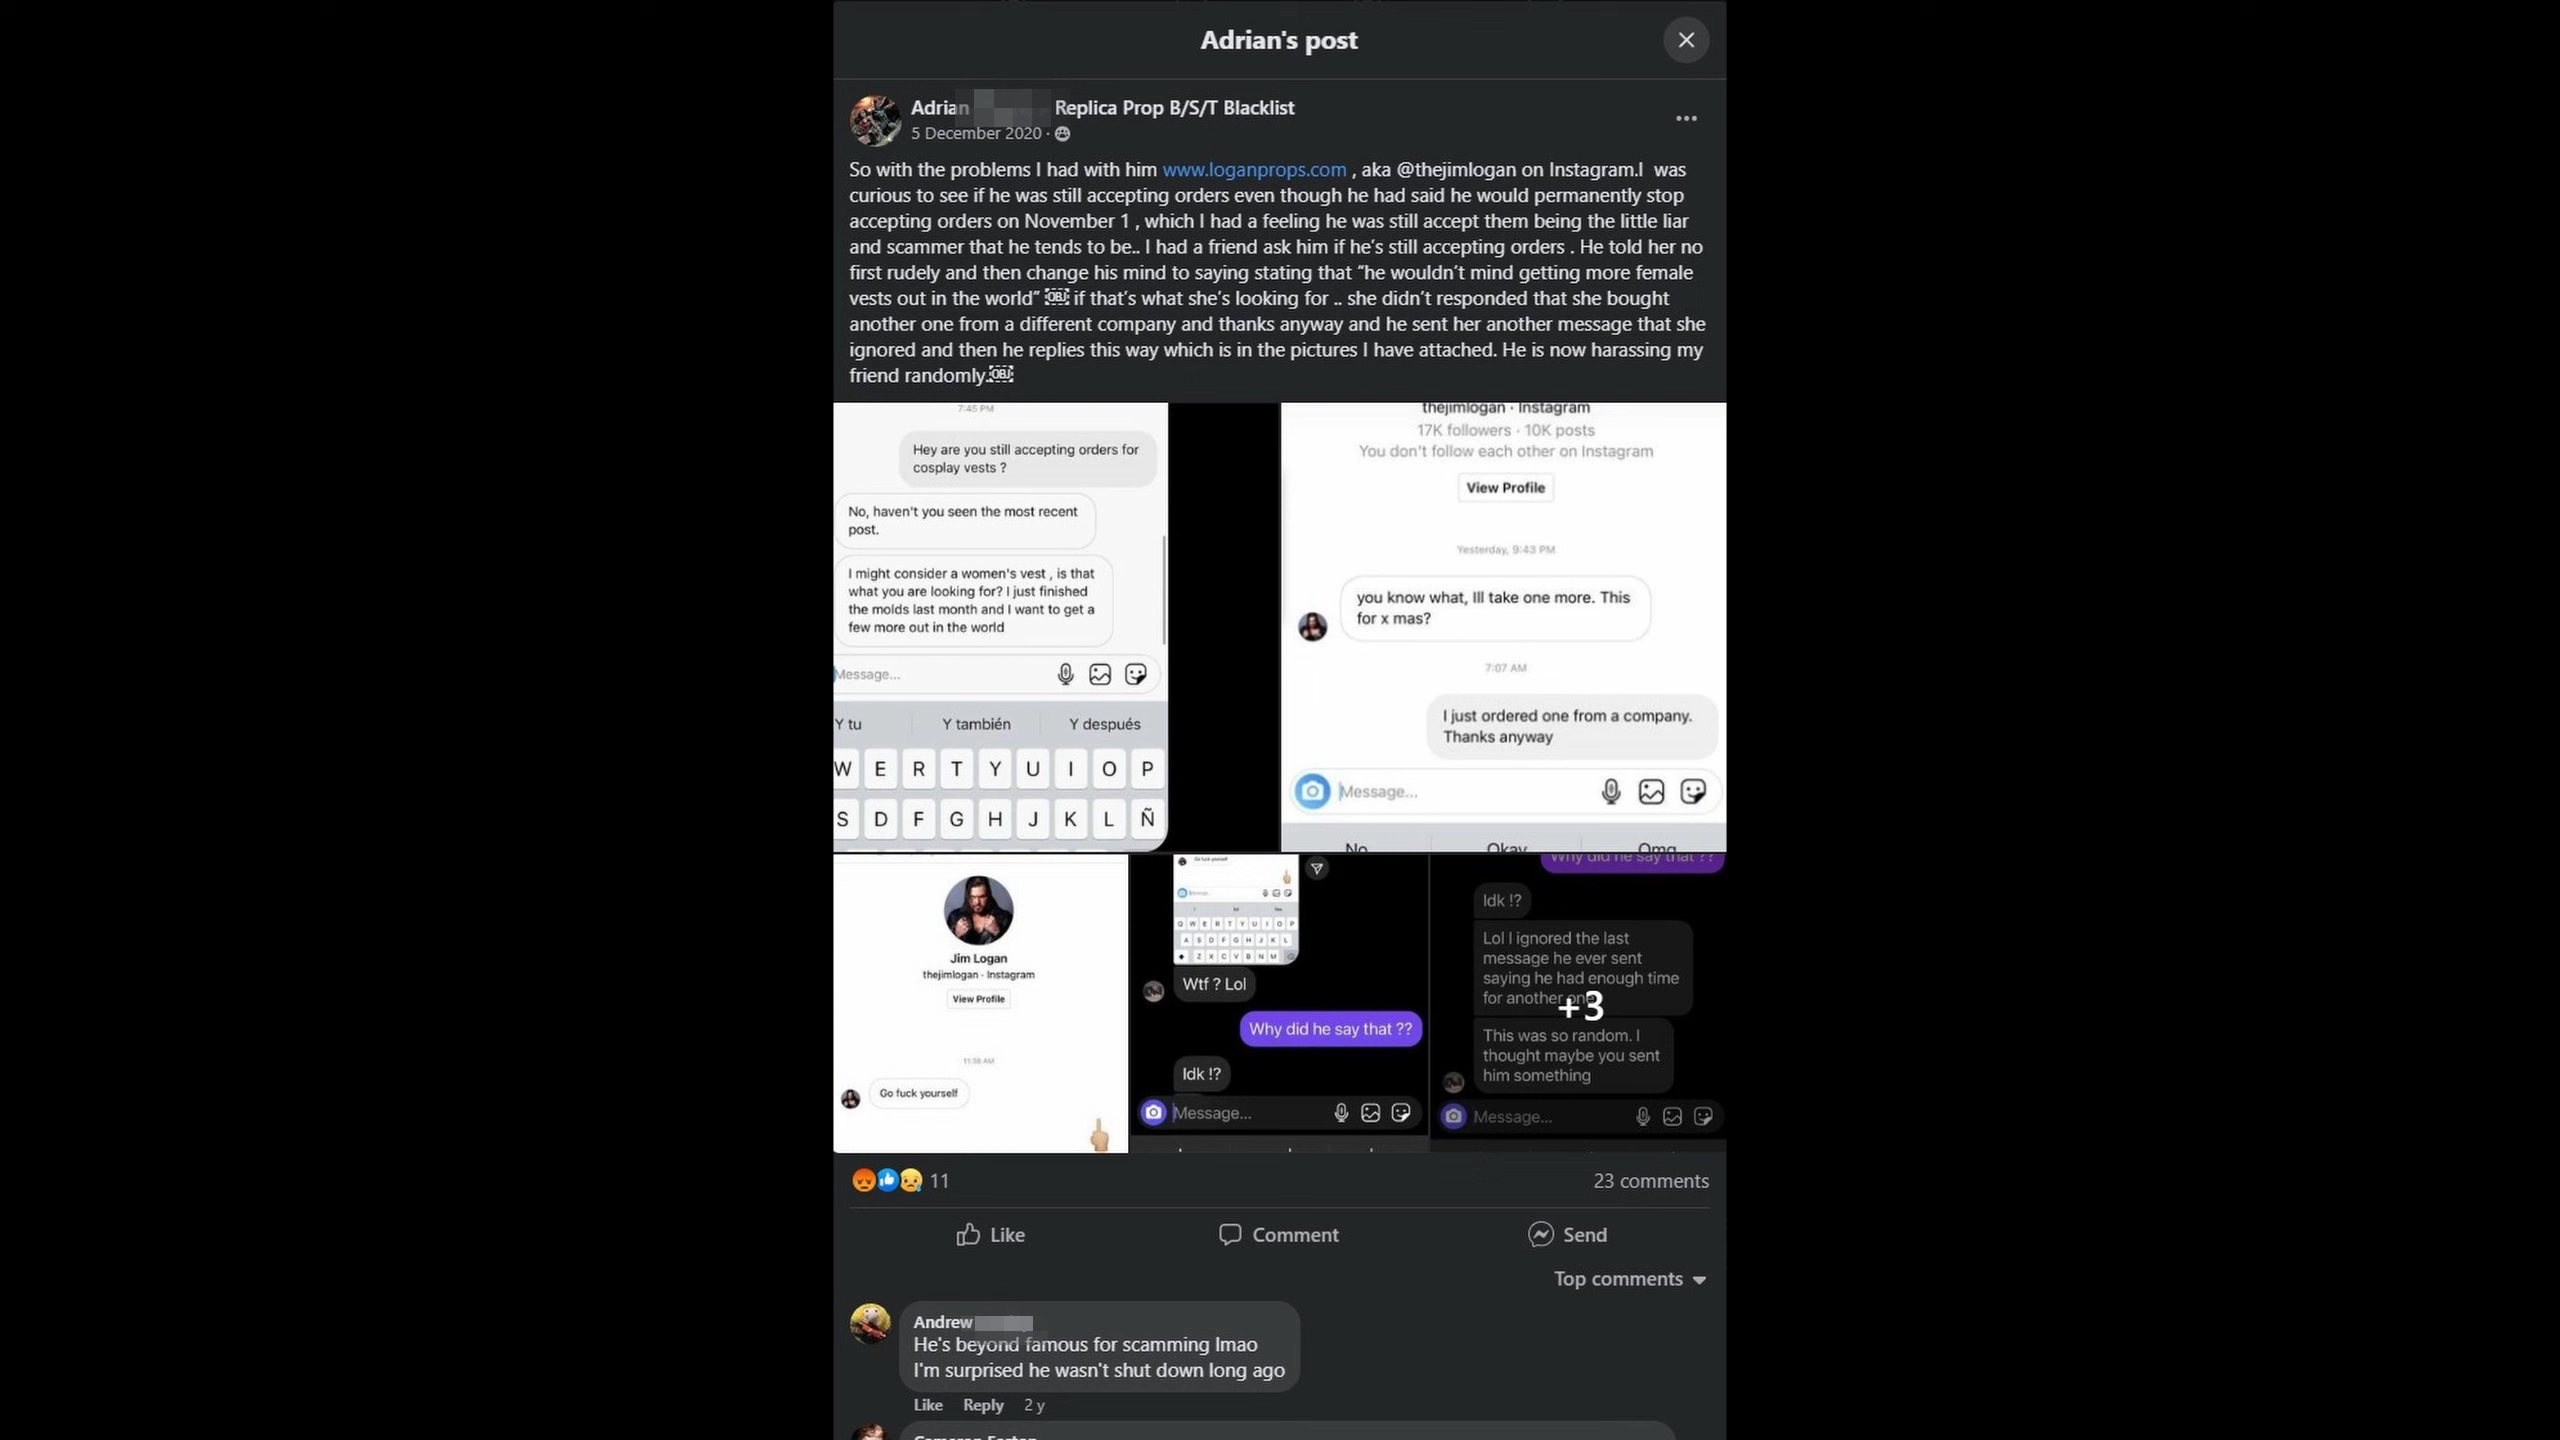 Adrian's post
Adrian Replica Prop B/S/T Blacklist
5 December 2020 ·
So with the problems I had with him www.loganprops.com , aka @thejimlogan on Instagram.I  was
curious to see if he was still accepting orders even though he had said he would permanently stop
accepting orders on November 1 , which I had a feeling he was still accept them being the little liar
and scammer that he tends to be.. I had a friend ask him if he's still accepting orders . He told her no
first rudely and then change his mind to saying stating that “he wouldn’t mind getting more female
vests out in the world” OBJ if that’s what she’s looking for .. she didn’t responded that she bought
another one from a different company and thanks anyway and he sent her another message that she
ignored and then he replies this way which is in the pictures I have attached. He is now harassing my
friend randomly.OBJ
7:45 PM
Hey are you still accepting orders for
cosplay vests ?
No, haven't you seen the most recent
post.
I might consider a women's vest , is that
what you are looking for? I just finished
the molds last month and I want to get a
few more out in the world
Message...
Y tu Y también Y después
W E R T Y U I O P
S D F G H J K L Ñ
thejimlogan · Instagram
17K followers · 10K posts
You don't follow each other on Instagram
View Profile
Yesterday, 9:43 PM
you know what, Ill take one more. This
for x mas?
7:07 AM
I just ordered one from a company.
Thanks anyway
Message...
No Okay Omg
Jim Logan
thejimlogan · Instagram
View Profile
11:38 AM
Go fuck yourself
Go fuck yourself
Message...
Q W E R T Y U I O P
A S D F G H J K L
Z X C V B N M
Wtf ? Lol
Why did he say that ??
Idk !?
Message...
Why did he say that ??
Idk !?
Lol I ignored the last
message he ever sent
saying he had enough time
for another one
+3
This was so random. I
thought maybe you sent
him something
Message...
11
23 comments
Like Comment Send
Top comments
Andrew
He's beyond famous for scamming lmao
I'm surprised he wasn't shut down long ago
Like Reply 2 y